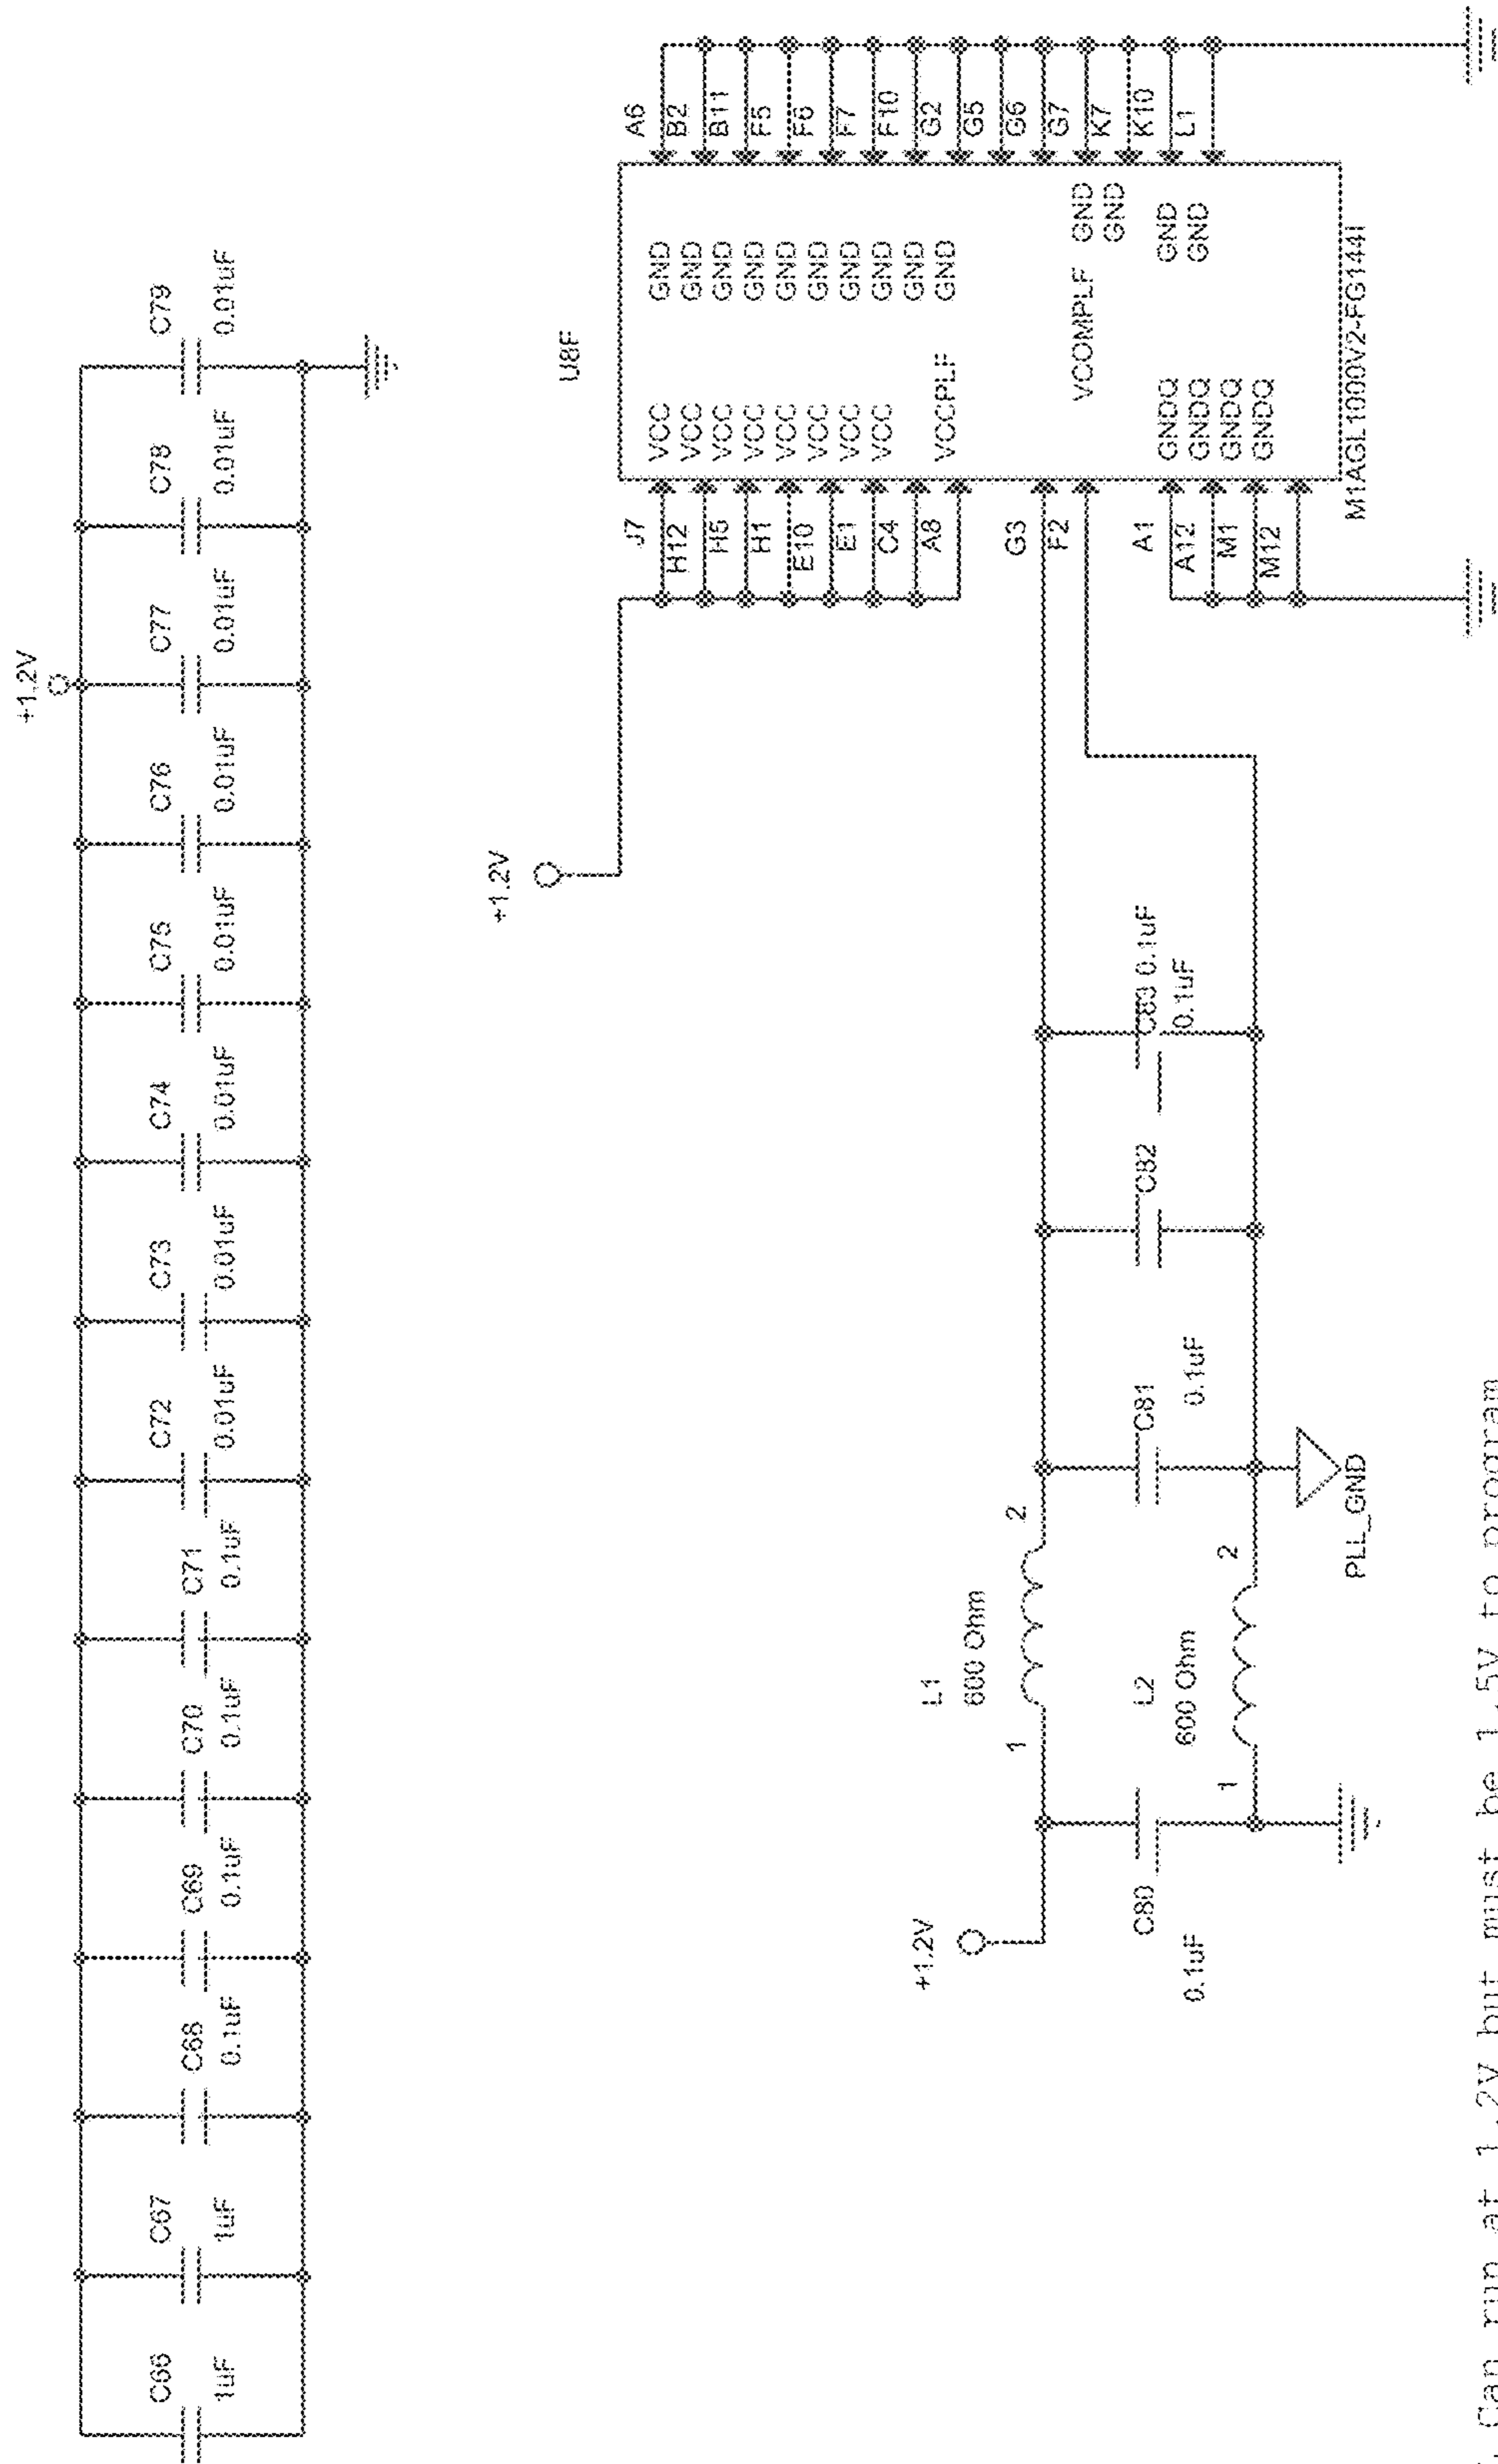 +1.2V
C66
1uF
C67
1uF
C68
0.1uF
C69
0.1uF
C70
0.1uF
C71
0.1uF
C72
0.01uF
C73
0.01uF
C74
0.01uF
C75
0.01uF
C76
0.01uF
C77
0.01uF
C78
0.01uF
C79
0.01uF
+1.2V
U8F
J7
H12
H5
H1
E10
E1
C4
A8
G3
F2
A1
A12
M1
M12
VCC
VCC
VCC
VCC
VCC
VCC
VCC
VCC
VCCPLF
VCOMPLF
GNDQ
GNDQ
GNDQ
GNDQ
GND
GND
GND
GND
GND
GND
GND
GND
GND
GND
GND
GND
GND
GND
A6
B2
B11
F5
F6
F7
F10
G2
G5
G6
G7
K7
K10
L1
M1AGL1000V2-FG144I
+1.2V
C80
0.1uF
L1
600 Ohm
1
2
L2
600 Ohm
1
2
C81
0.1uF
C82
C83 0.1uF
0.1uF
PLL_GND
Can run at 1.2V but must be 1.5V to program